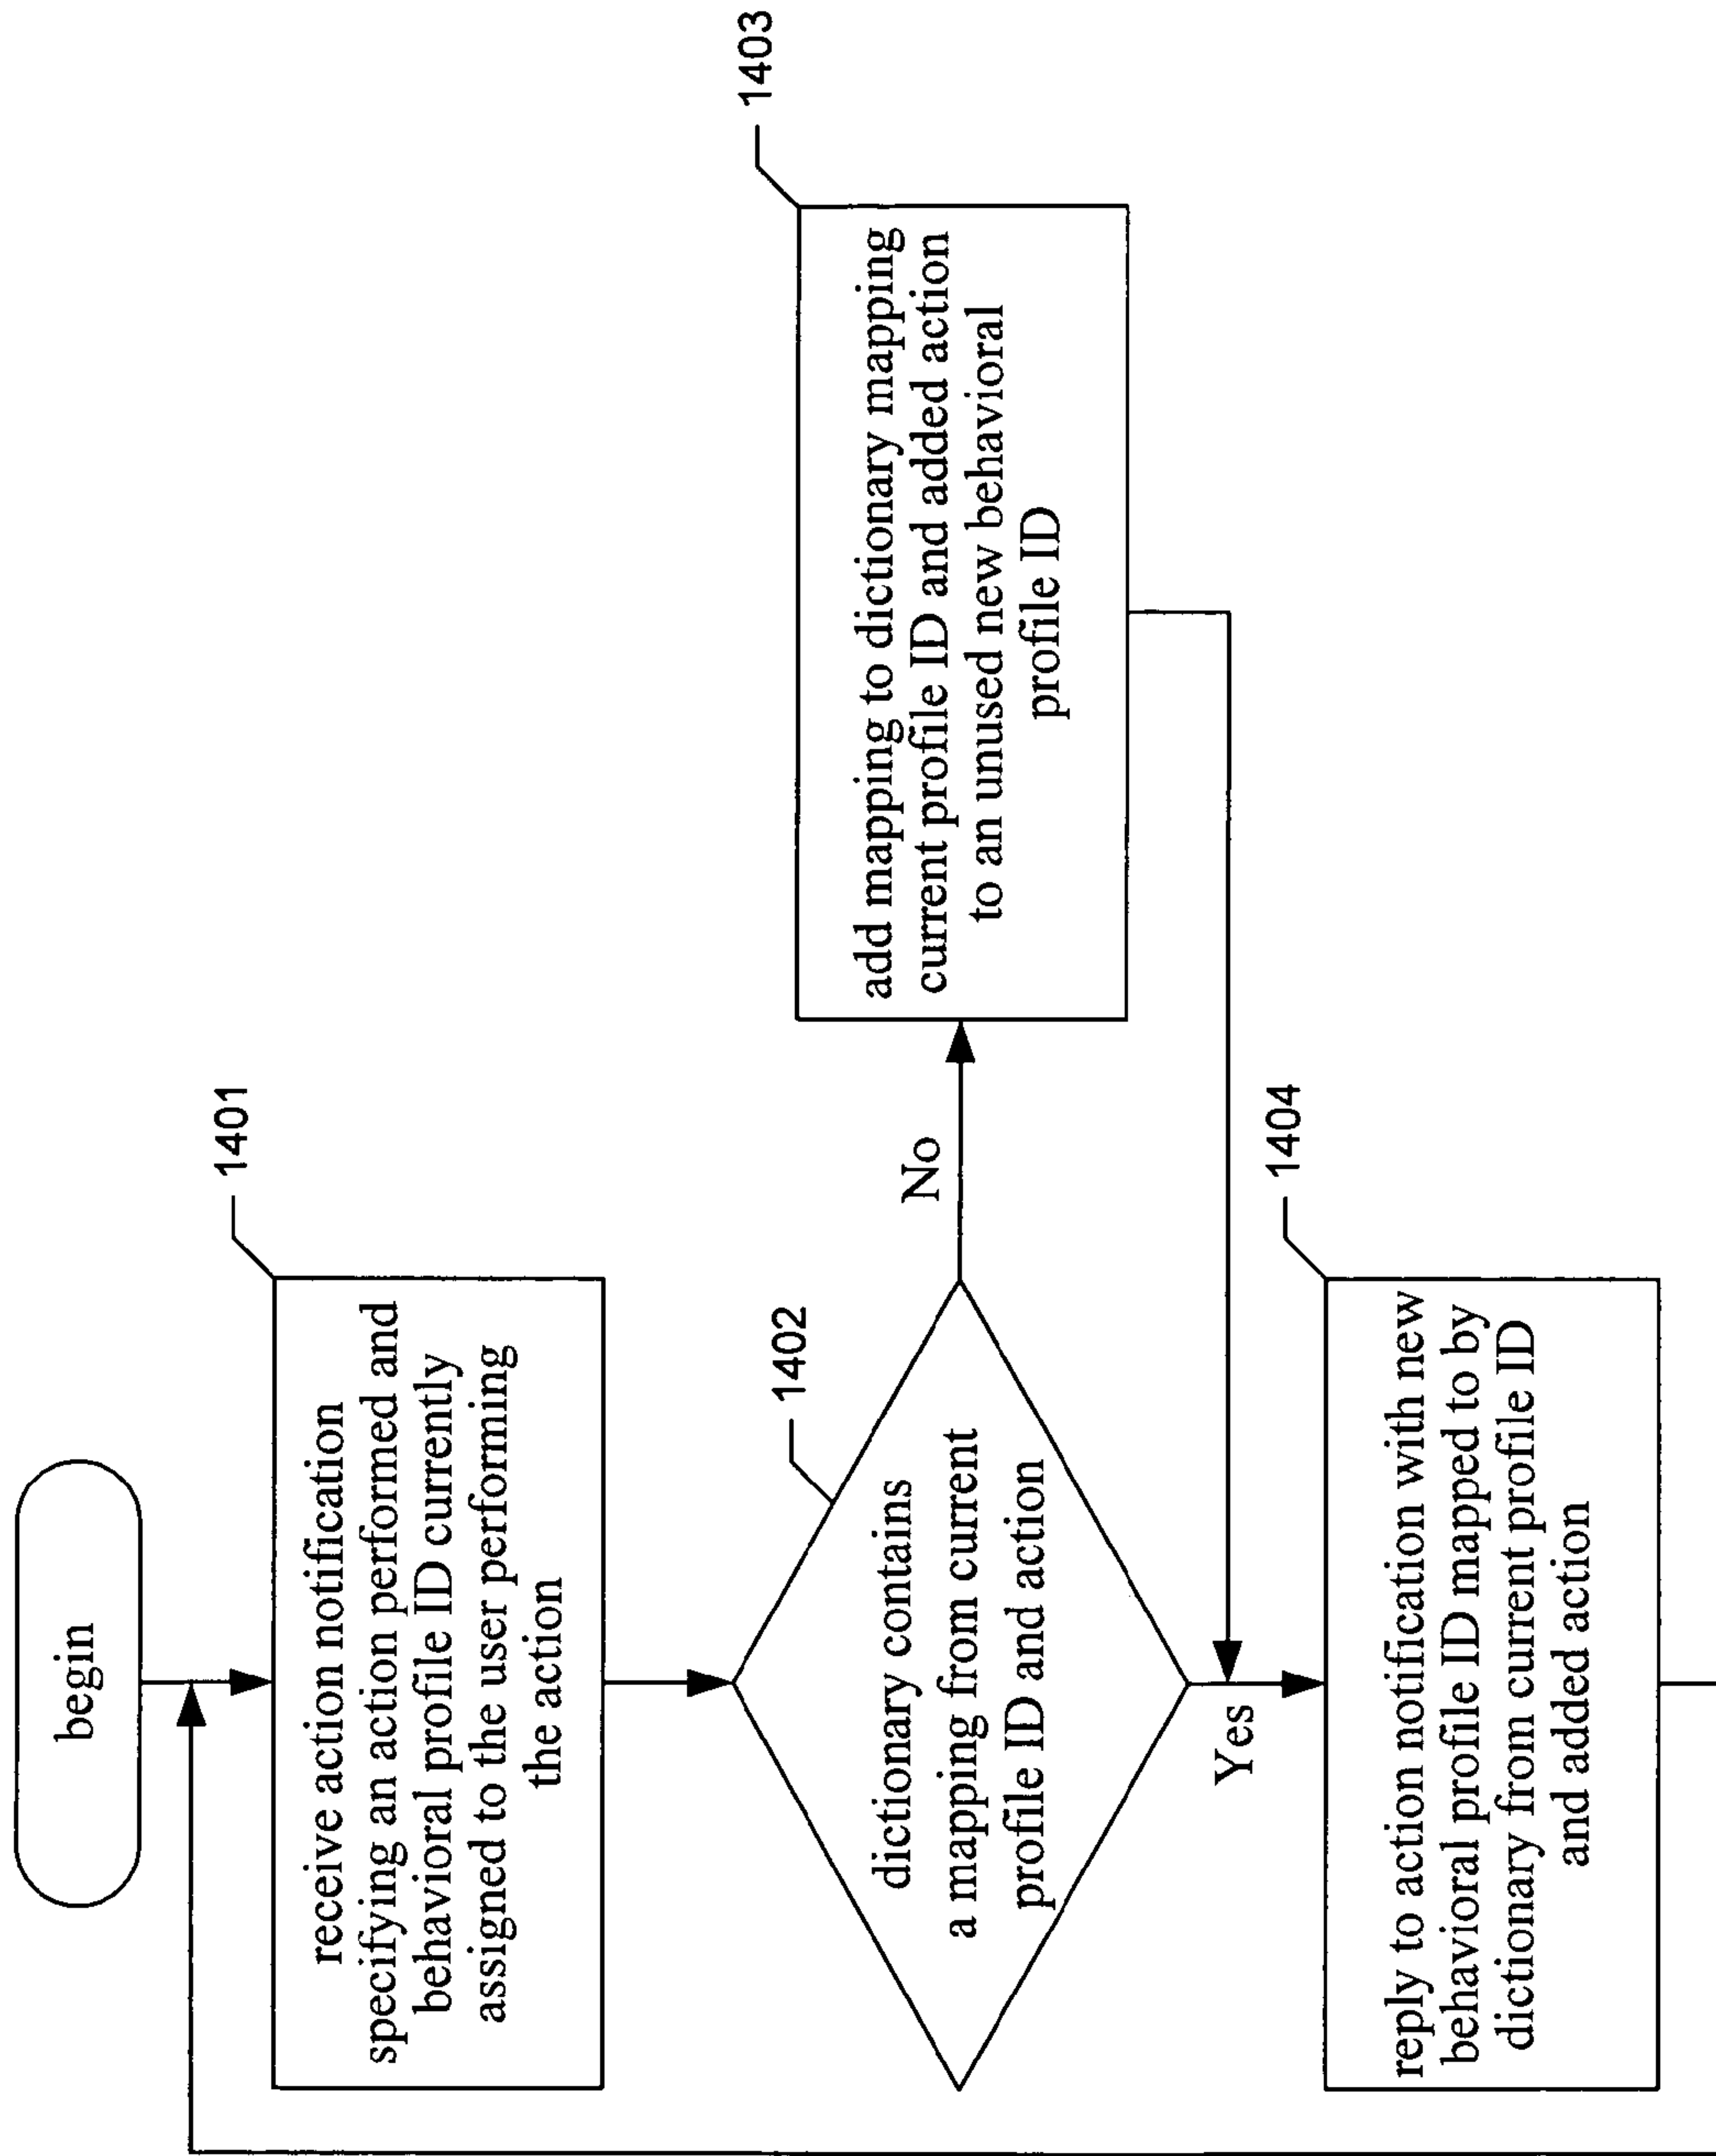 begin
1401
receive action notification
specifying an action performed and
behavioral profile ID currently
assigned to the user performing
the action
1402
dictionary contains
a mapping from current
profile ID and action
No
1403
add mapping to dictionary mapping
current profile ID and added action
to an unused new behavioral
profile ID
Yes
1404
reply to action notification with new
behavioral profile ID mapped to by
dictionary from current profile ID
and added action